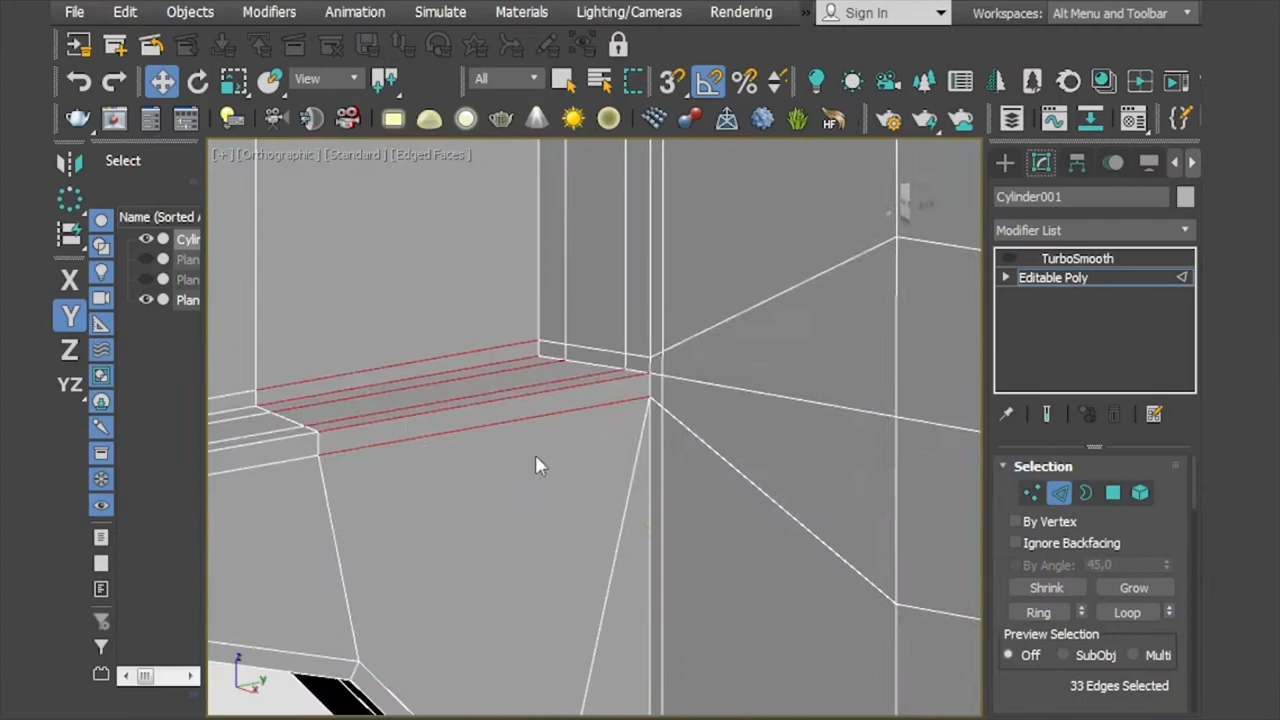 File Edit Objects Modifiers Animation Simulate Materials Lighting/Cameras Rendering » Sign In Workspaces: Alt Menu and Toolbar
View All 3 %
HF
[ + ] [Orthographic ] [Standard ] [Edged Faces ]
Select
Name (Sorted A
Cylin
Plan
Plan
Plan
X
Y
Z
YZ
Cylinder001
Modifier List
TurboSmooth
Editable Poly
Selection
By Vertex
Ignore Backfacing
By Angle: 45,0
Shrink Grow
Ring Loop
Preview Selection
Off SubObj Multi
33 Edges Selected
z
y
x